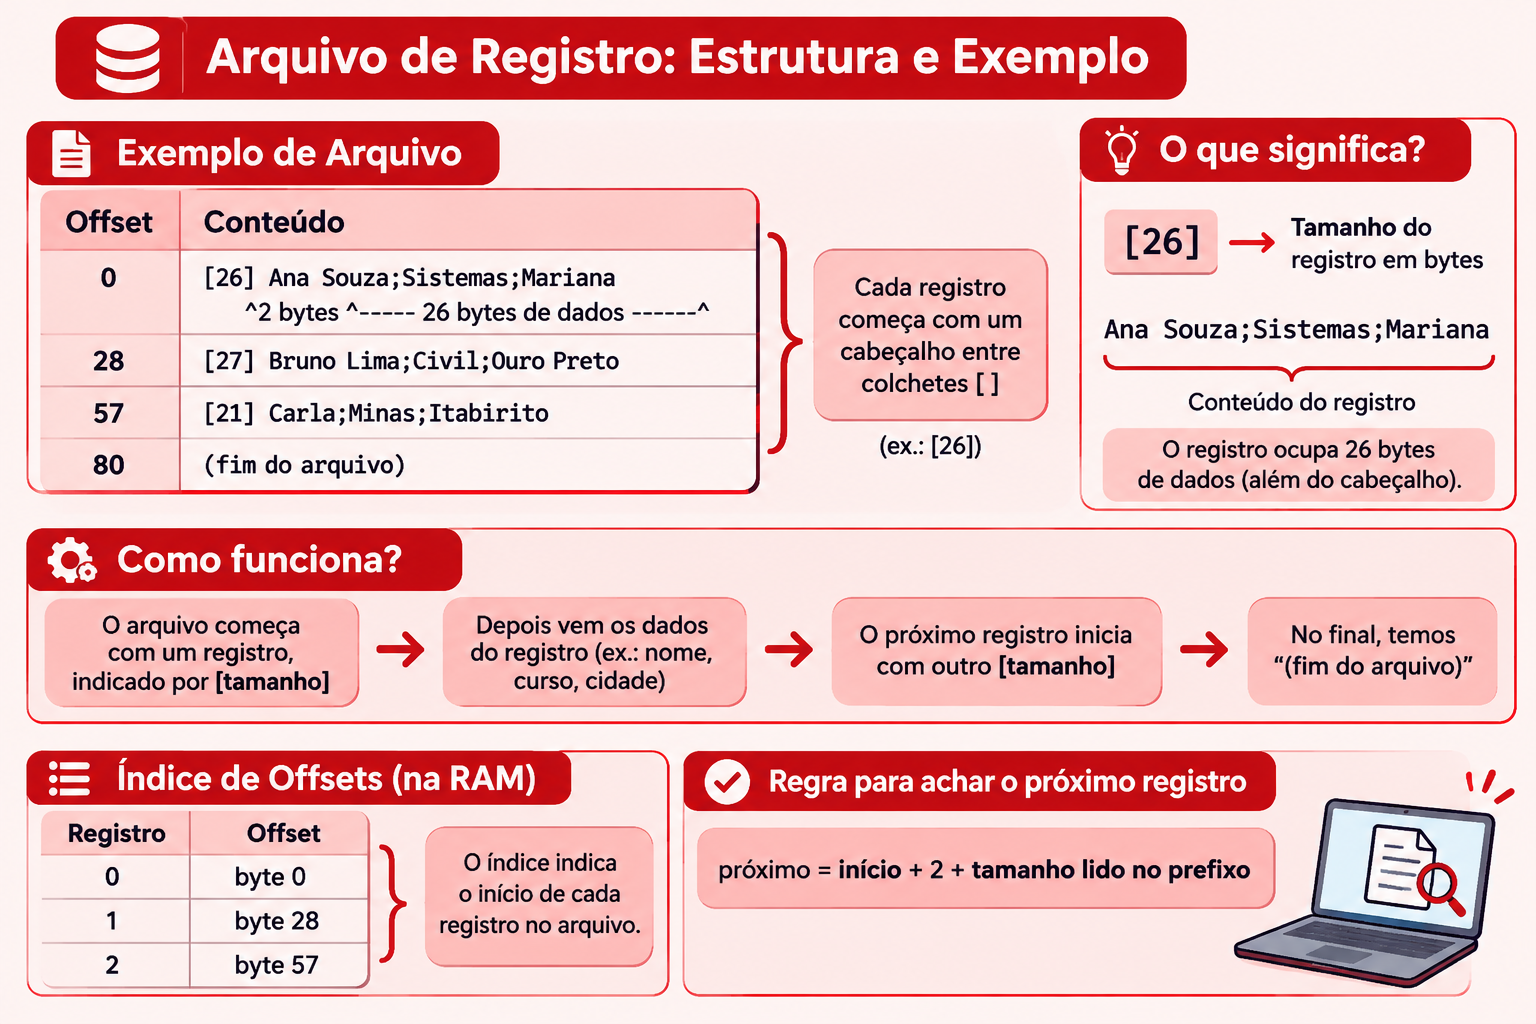 Arquivo de Registro: Estrutura e Exemplo
Exemplo de Arquivo
Offset Conteúdo
0 [26] Ana Souza;Sistemas;Mariana
^2 bytes ^----- 26 bytes de dados ------^
28 [27] Bruno Lima;Civil;Ouro Preto
57 [21] Carla;Minas;Itabirito
80 (fim do arquivo)
Cada registro
começa com um
cabeçalho entre
colchetes [ ]
(ex.: [26])
O que significa?
[26]
Tamanho do
registro em bytes
Ana Souza;Sistemas;Mariana
Conteúdo do registro
O registro ocupa 26 bytes
de dados (além do cabeçalho).
Como funciona?
O arquivo começa
com um registro,
indicado por [tamanho]
Depois vem os dados
do registro (ex.: nome,
curso, cidade)
O próximo registro inicia
com outro [tamanho]
No final, temos
“(fim do arquivo)”
Índice de Offsets (na RAM)
Registro Offset
0 byte 0
1 byte 28
2 byte 57
O índice indica
o início de cada
registro no arquivo.
Regra para achar o próximo registro
próximo = início + 2 + tamanho lido no prefixo